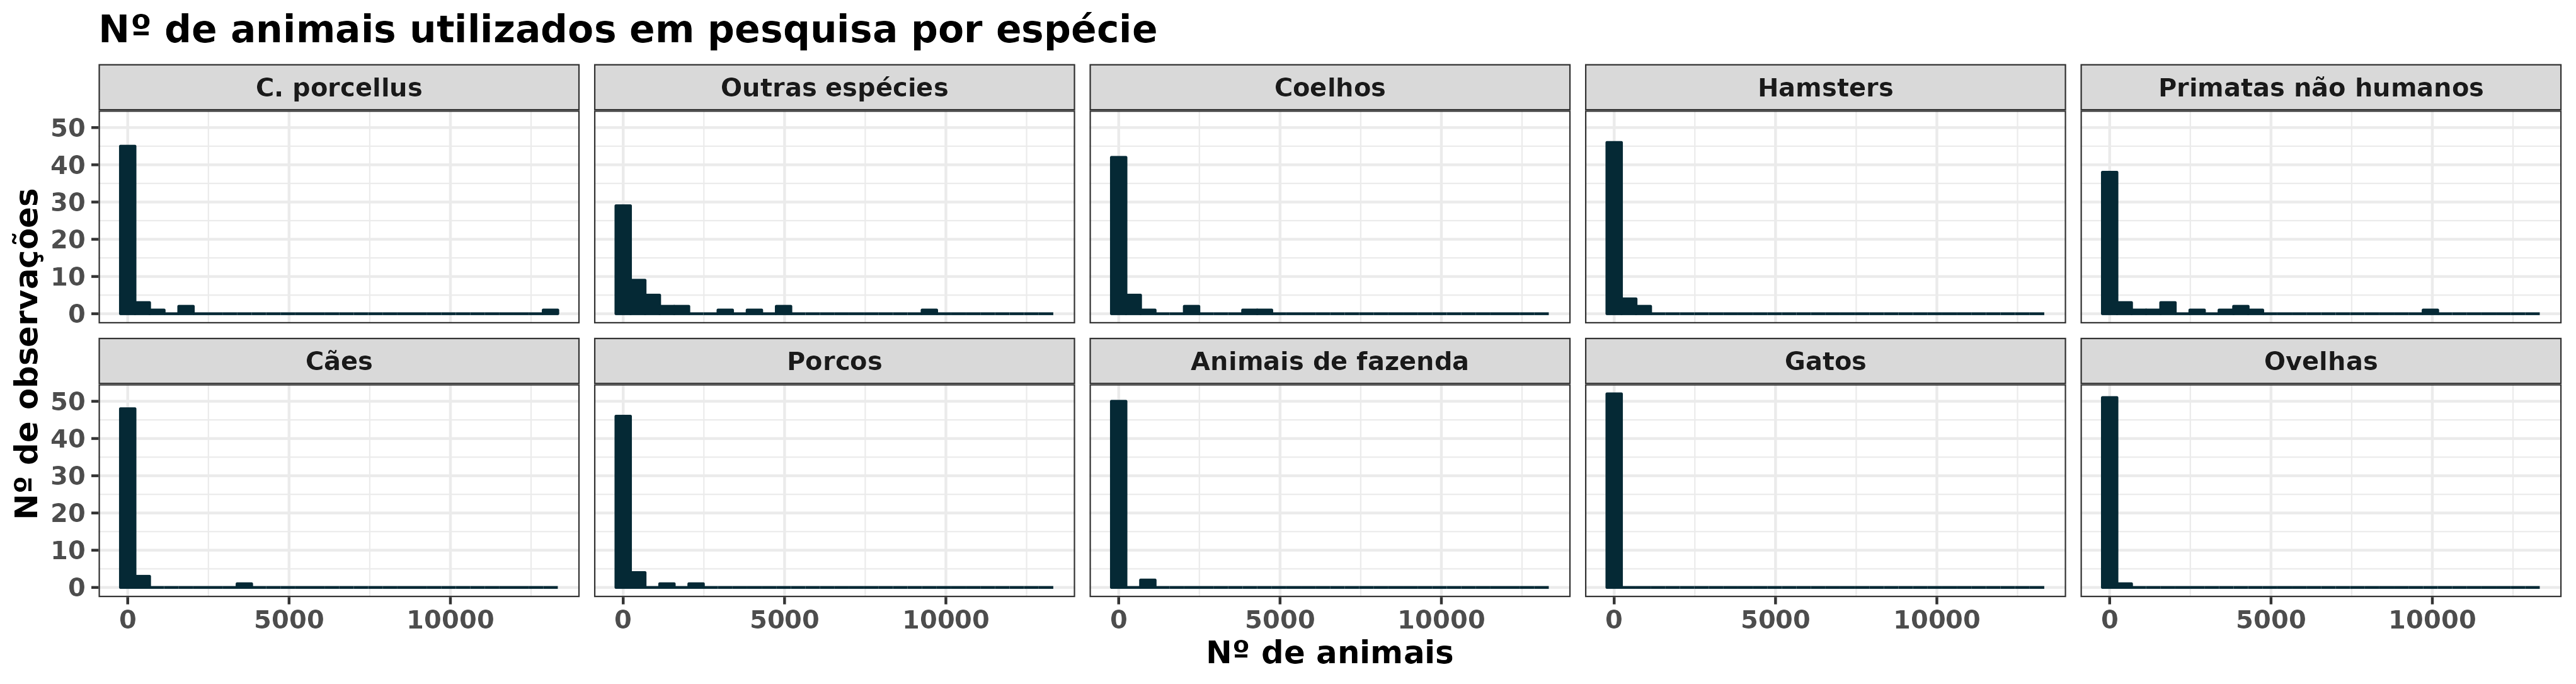 Nº de animais utilizados em pesquisa por espécie
C. porcellus
Outras espécies
Coelhos
Hamsters
Primatas não humanos
50
40
30
20
10
0
Cães
Porcos
Animais de fazenda
Gatos
Ovelhas
50
40
30
20
10
0
Nº de observações
0 5000 10000
0 5000 10000
0 5000 10000
0 5000 10000
0 5000 10000
Nº de animais